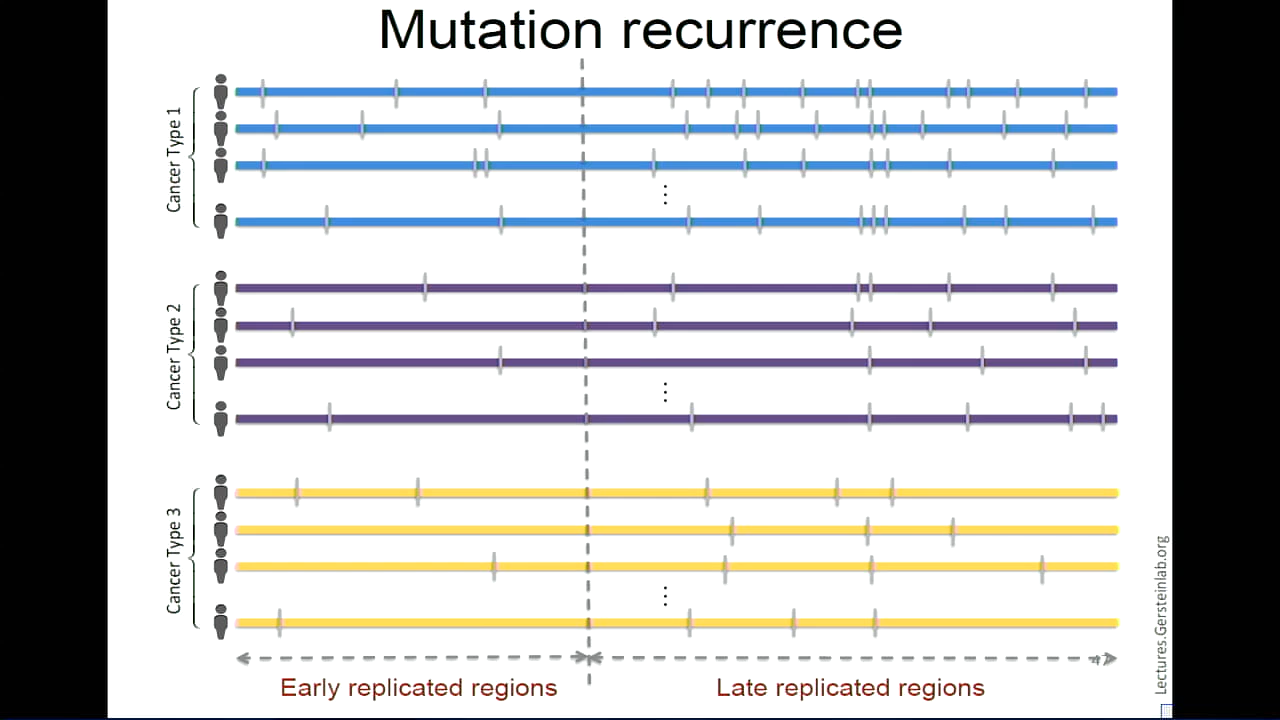 Mutation recurrence
Cancer Type 1
Cancer Type 2
Cancer Type 3
Early replicated regions
Late replicated regions
47
Lectures.Gersteinlab.org